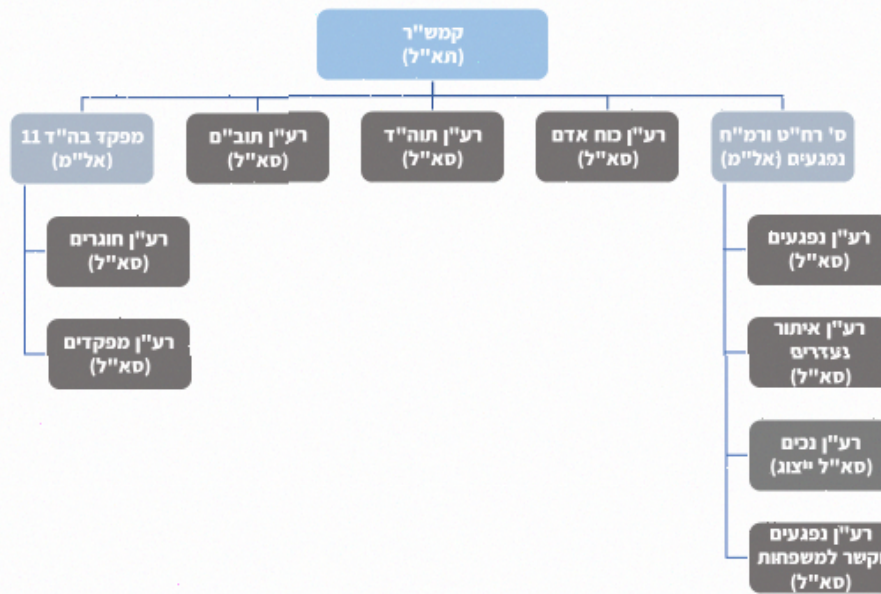 קמש"ר
(תא"ל)
ס' רח"ט ורמ"ח
נפגעים (אל"מ)
רע"ן כוח אדם
(סא"ל)
רע"ן תוה"ד
(סא"ל)
רע"ן תוב"ם
(סא"ל)
מפקד בה"ד 11
(אל"מ)
רע"ן נפגעים
(סא"ל)
רע"ן איתור
נעדרים
(סא"ל)
רע"ן נכים
(סא"ל ייצוג)
רע"ן נפגעים
וקשר למשפחות
(סא"ל)
רע"ן חוגרים
(סא"ל)
רע"ן מפקדים
(סא"ל)